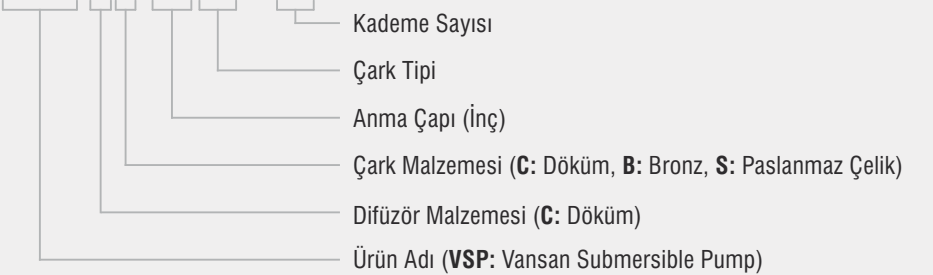 Kademe Sayısı
Çark Tipi
Anma Çapı (İnç)
Çark Malzemesi (C: Döküm, B: Bronz, S: Paslanmaz Çelik)
Difüzör Malzemesi (C: Döküm)
Ürün Adı (VSP: Vansan Submersible Pump)